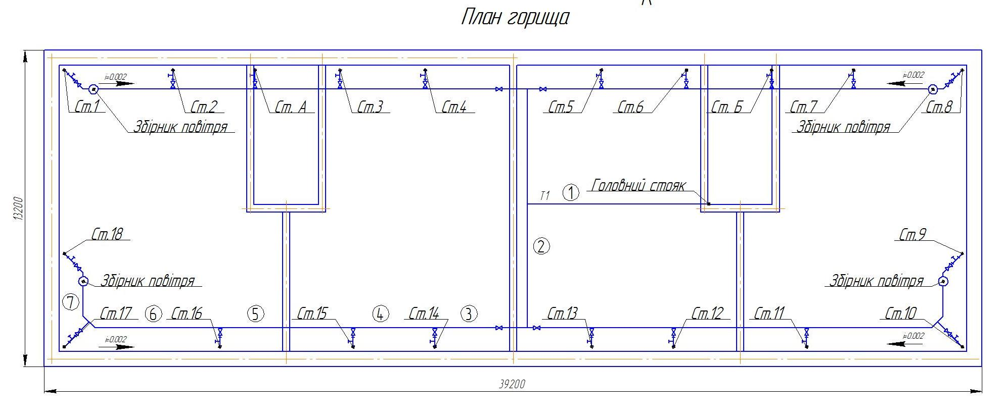 План горища
i=0.002
i=0.002
Ст.1
Ст.2
Ст. А
Ст.3
Ст.4
Ст.5
Ст.6
Ст. Б
Ст.7
Ст.8
Збірник повітря
Збірник повітря
Головний стояк
Т1
1
13200
Ст.18
Ст.9
2
Збірник повітря
Збірник повітря
7
Ст.17
6
Ст.16
5
Ст.15
4
Ст.14
3
Ст.13
Ст.12
Ст.11
Ст.10
i=0.002
i=0.002
39200